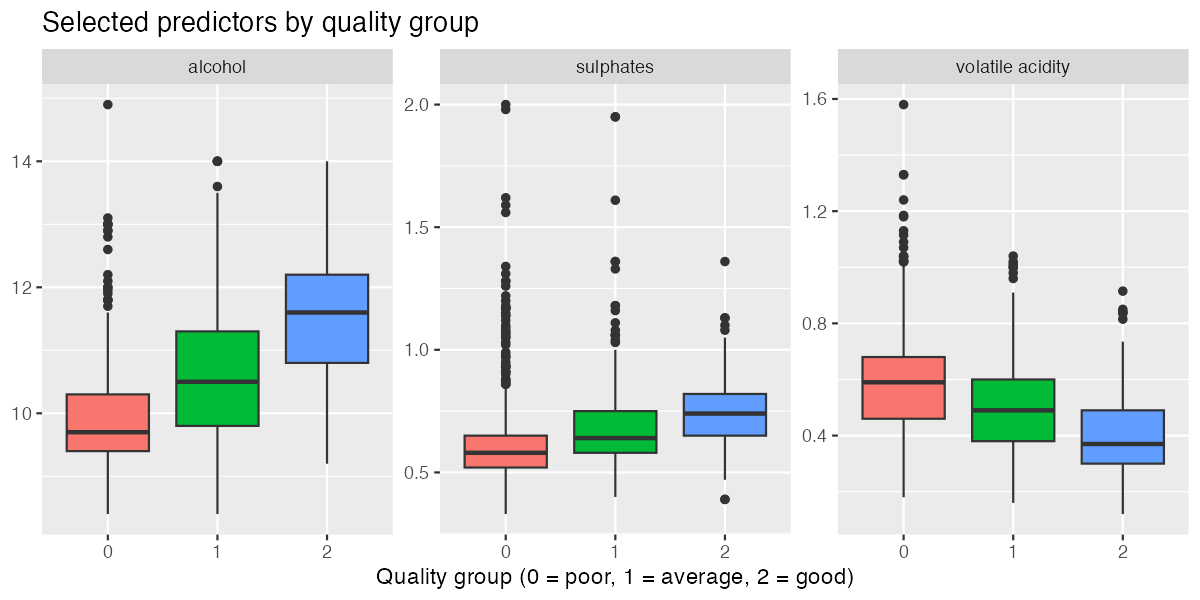 Selected predictors by quality group
alcohol
sulphates
volatile acidity
14
12
10
2.0
1.5
1.0
0.5
1.6
1.2
0.8
0.4
0 1 2
0 1 2
0 1 2
Quality group (0 = poor, 1 = average, 2 = good)